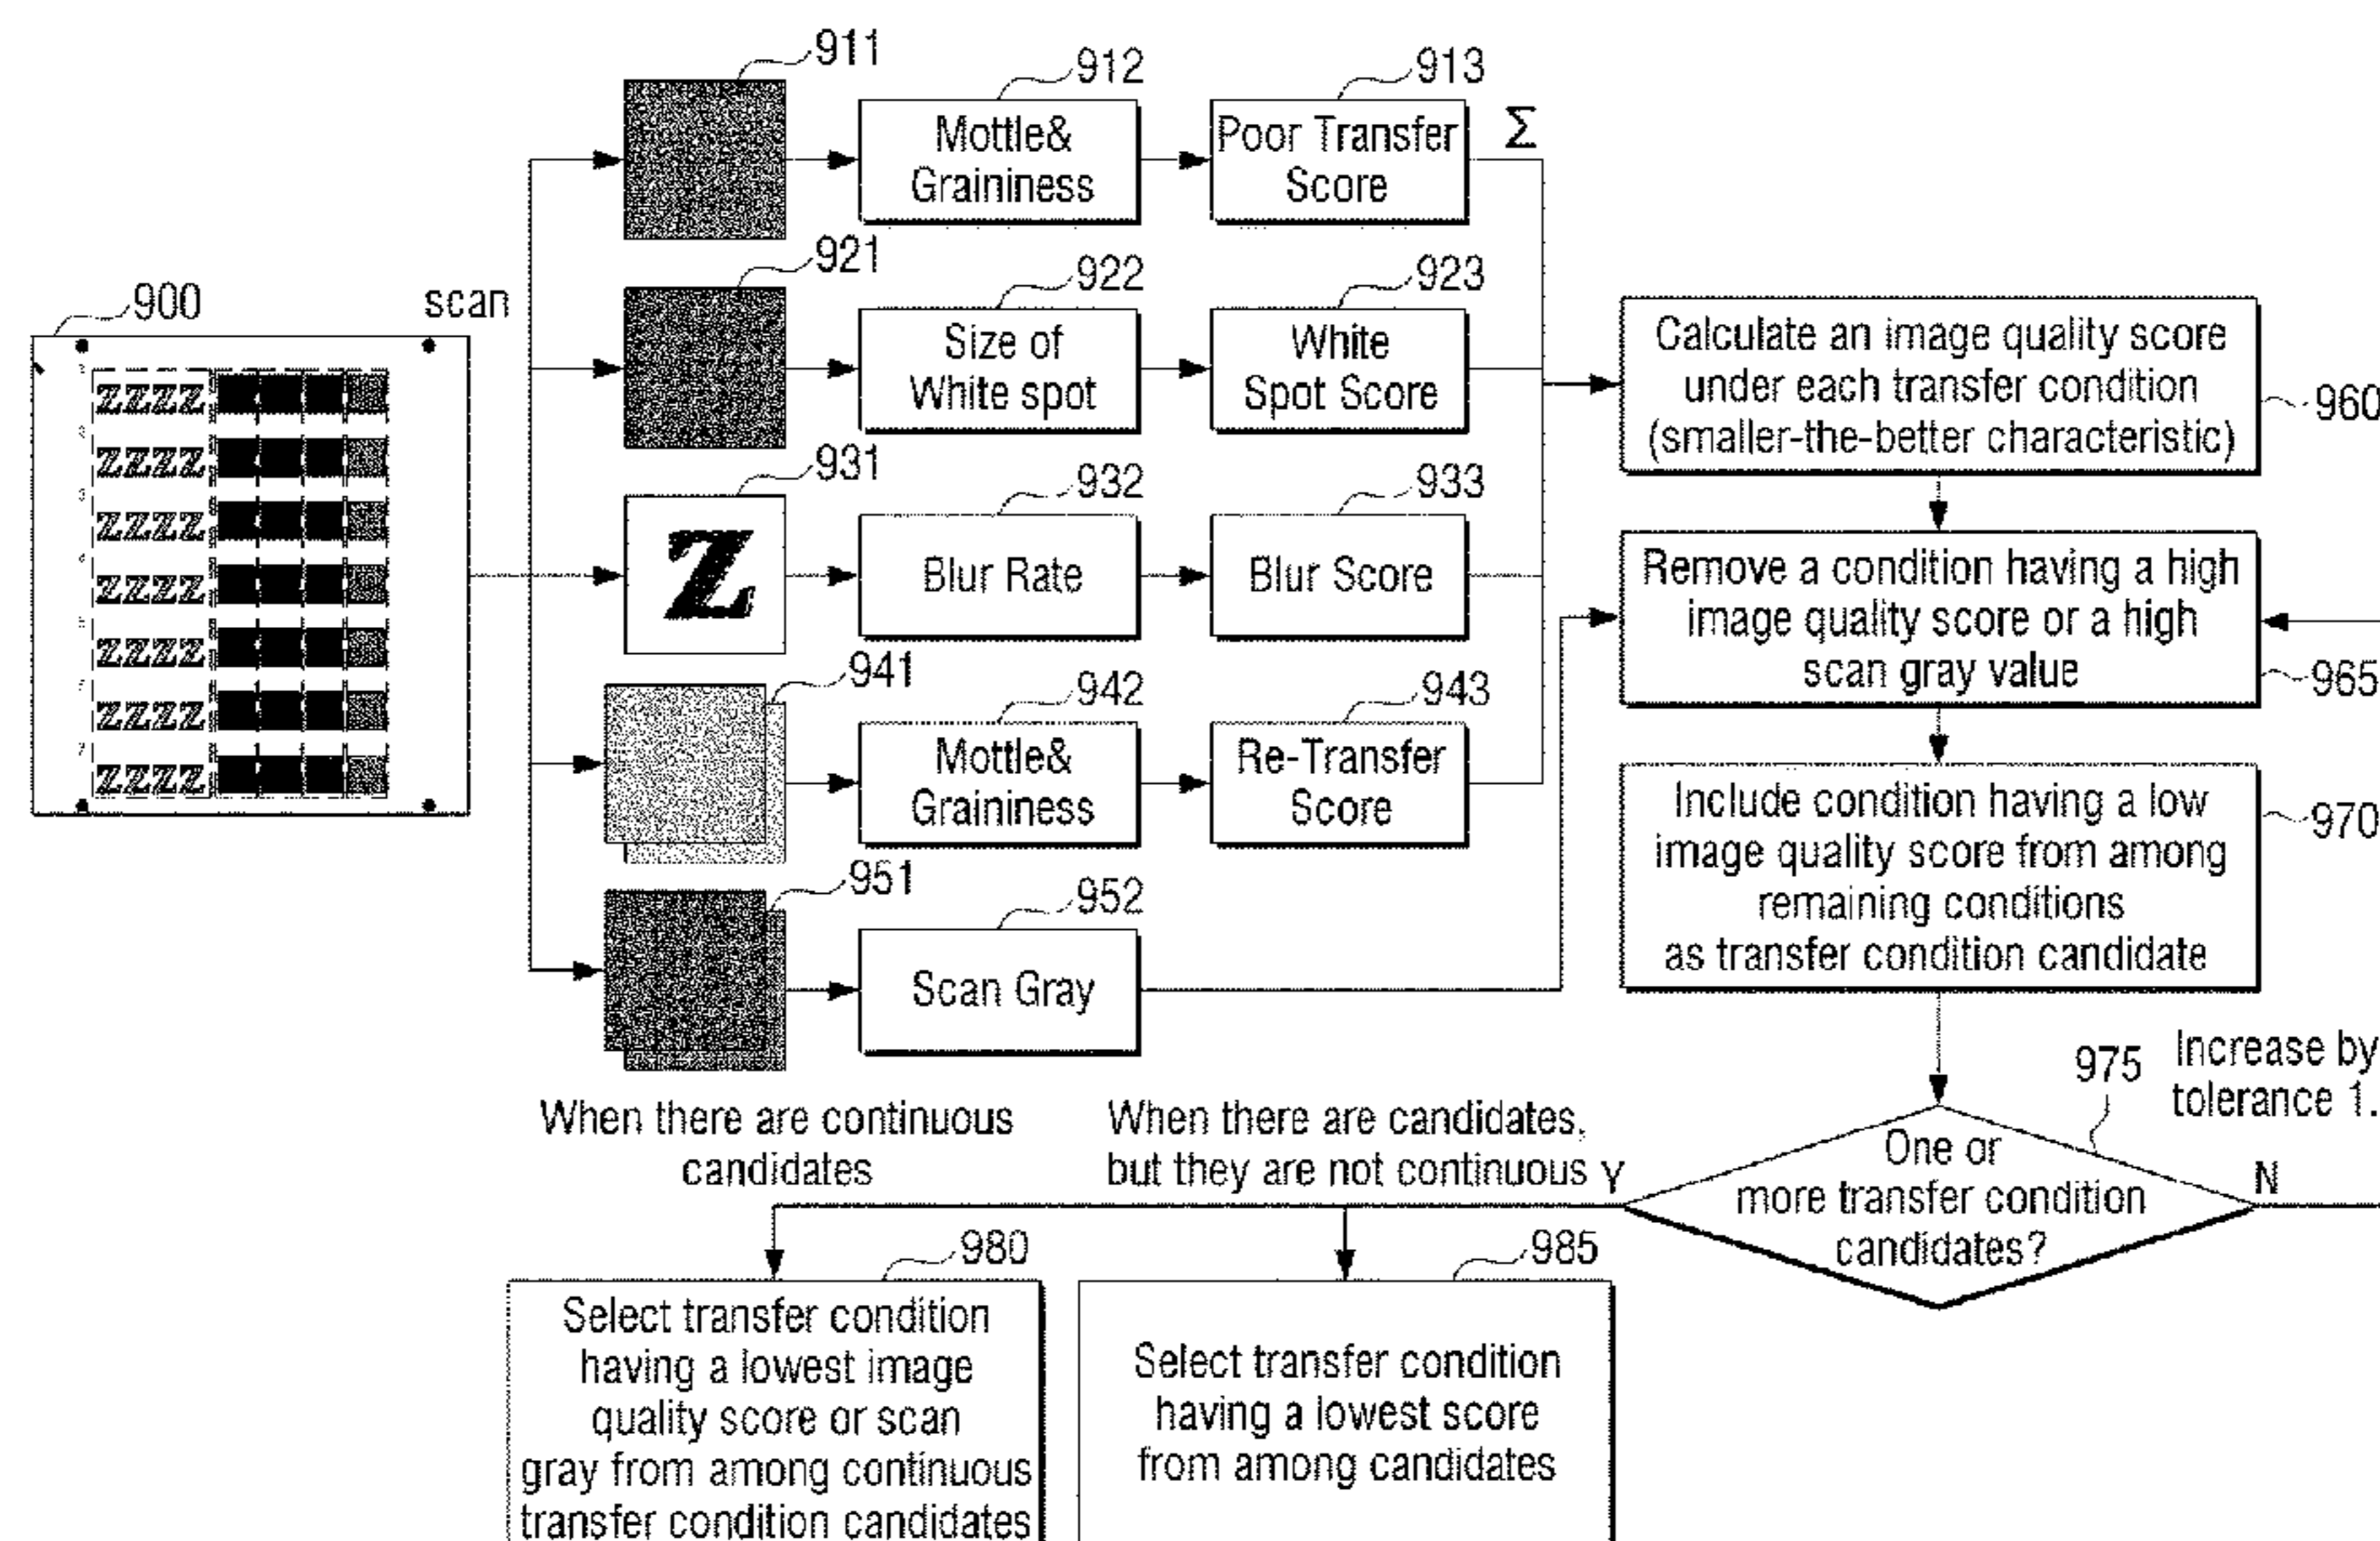 900
scan
ZZZZ
ZZZZ
ZZZZ
ZZZZ
ZZZZ
ZZZZ
ZZZZ
911
912
Mottle&
Graininess
913
Poor Transfer
Score
Σ
921
922
Size of
White spot
923
White
Spot Score
931
Z
932
Blur Rate
933
Blur Score
941
942
Mottle&
Graininess
943
Re-Transfer
Score
951
952
Scan Gray
Calculate an image quality score
under each transfer condition
(smaller-the-better characteristic)
960
Remove a condition having a high
image quality score or a high
scan gray value
965
Include condition having a low
image quality score from among
remaining conditions
as transfer condition candidate
970
975
Increase by
tolerance 1.
One or
more transfer condition
candidates?
N
Y
When there are continuous
candidates
When there are candidates,
but they are not continuous
980
Select transfer condition
having a lowest image
quality score or scan
gray from among continuous
transfer condition candidates
985
Select transfer condition
having a lowest score
from among candidates